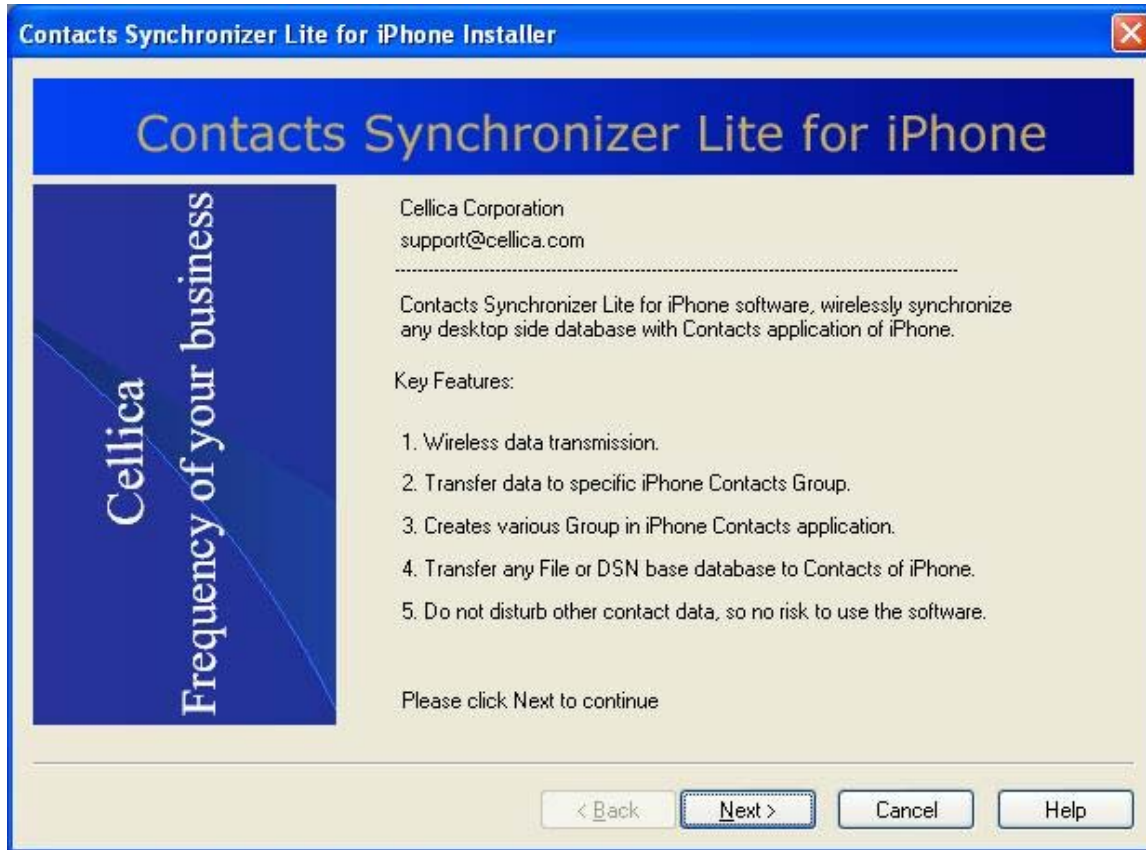 Contacts Synchronizer Lite for iPhone Installer
Contacts Synchronizer Lite for iPhone
Cellica
Frequency of your business
Cellica Corporation
support@cellica.com
-----------------------------------------------------------------------------------------------------
Contacts Synchronizer Lite for iPhone software, wirelessly synchronize
any desktop side database with Contacts application of iPhone.
Key Features:
1. Wireless data transmission.
2. Transfer data to specific iPhone Contacts Group.
3. Creates various Group in iPhone Contacts application.
4. Transfer any File or DSN base database to Contacts of iPhone.
5. Do not disturb other contact data, so no risk to use the software.
Please click Next to continue
< Back
Next >
Cancel
Help